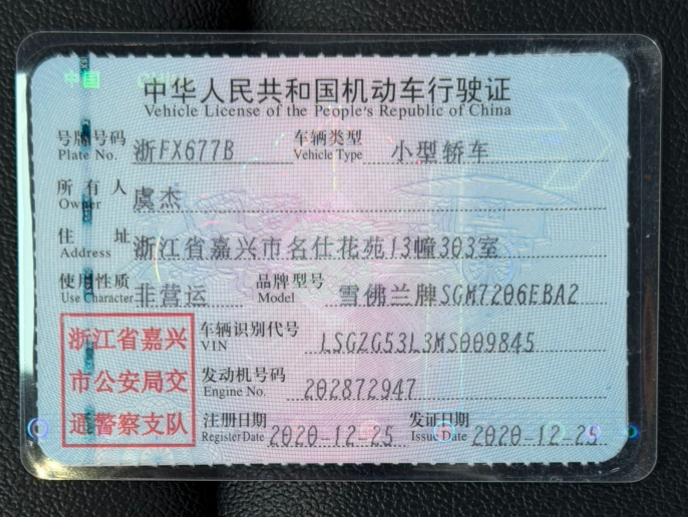 中国
中华人民共和国机动车行驶证
Vehicle License of the People's Republic of China
号牌号码 浙FX677B 车辆类型 小型轿车
Plate No. Vehicle Type
所有人 虞杰
Owner
住址 浙江省嘉兴市名仕花苑13幢303室
Address
使用性质 非营运 品牌型号 雪佛兰牌SGM7206EBA2
Use Character Model
浙江省嘉兴 车辆识别代号 LSGZG53L3MS009845
VIN
市公安局交 发动机号码 202872947
Engine No.
通警察支队 注册日期 2020-12-25 发证日期 2020-12-25
Register Date Issue Date